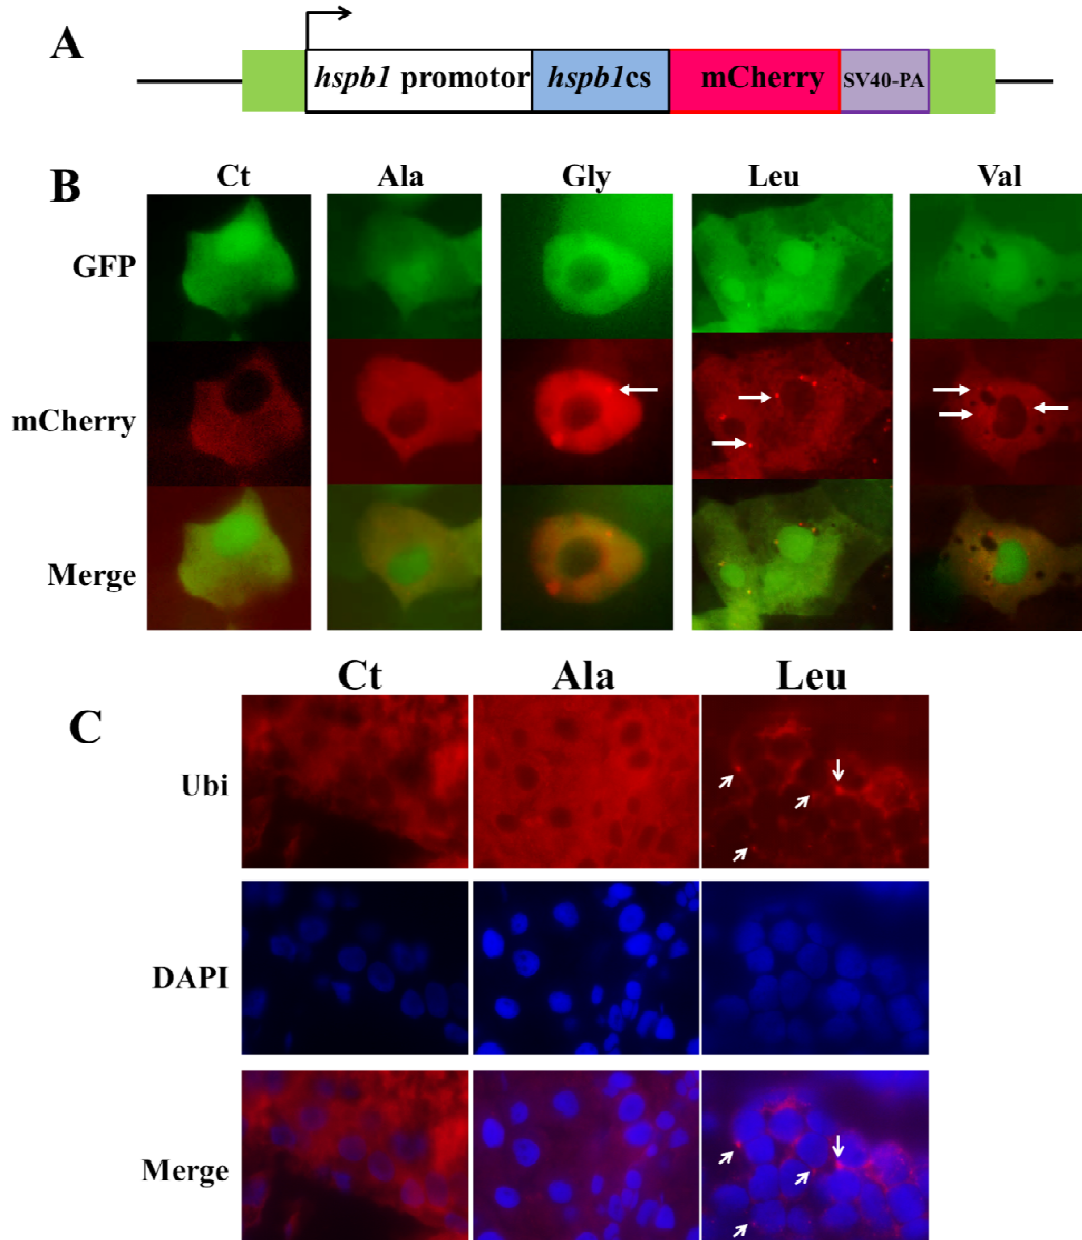 A
hspb1 promotor hspb1cs mCherry SV40-PA
B
Ct Ala Gly Leu Val
GFP
mCherry
Merge
C
Ct Ala Leu
Ubi
DAPI
Merge